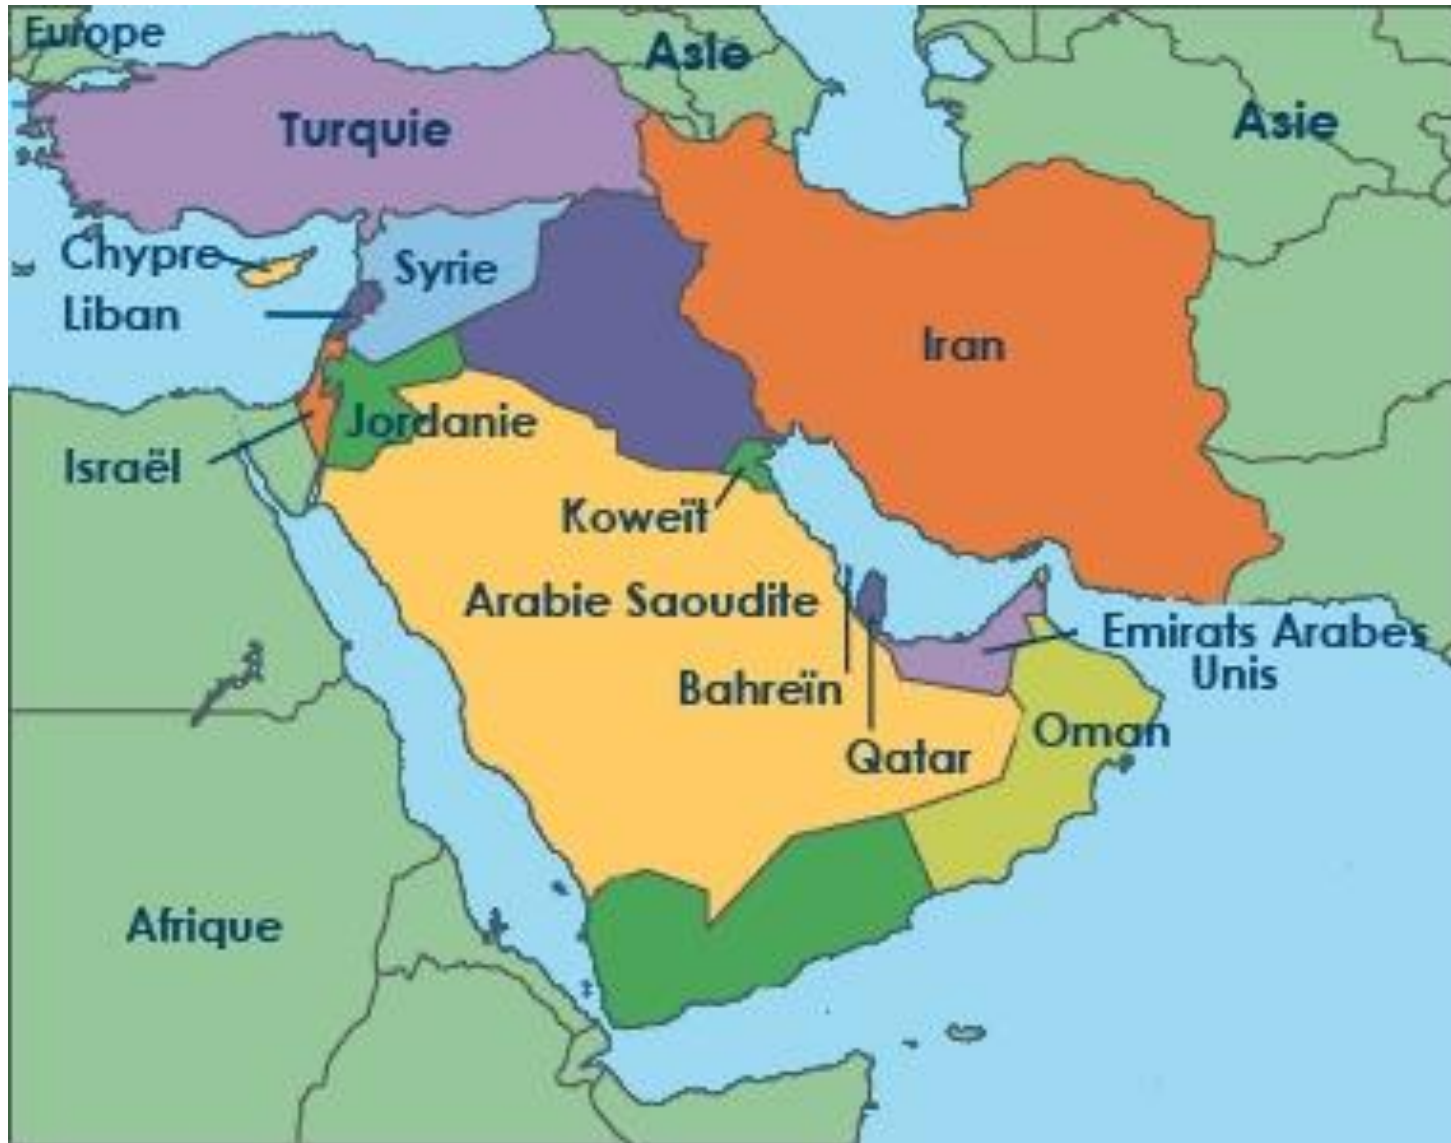 Europe
Asie
Asie
Turquie
Chypre
Syrie
Liban
Iran
Jordanie
Israël
Koweït
Arabie Saoudite
Emirats Arabes
Unis
Bahreïn
Oman
Qatar
Afrique